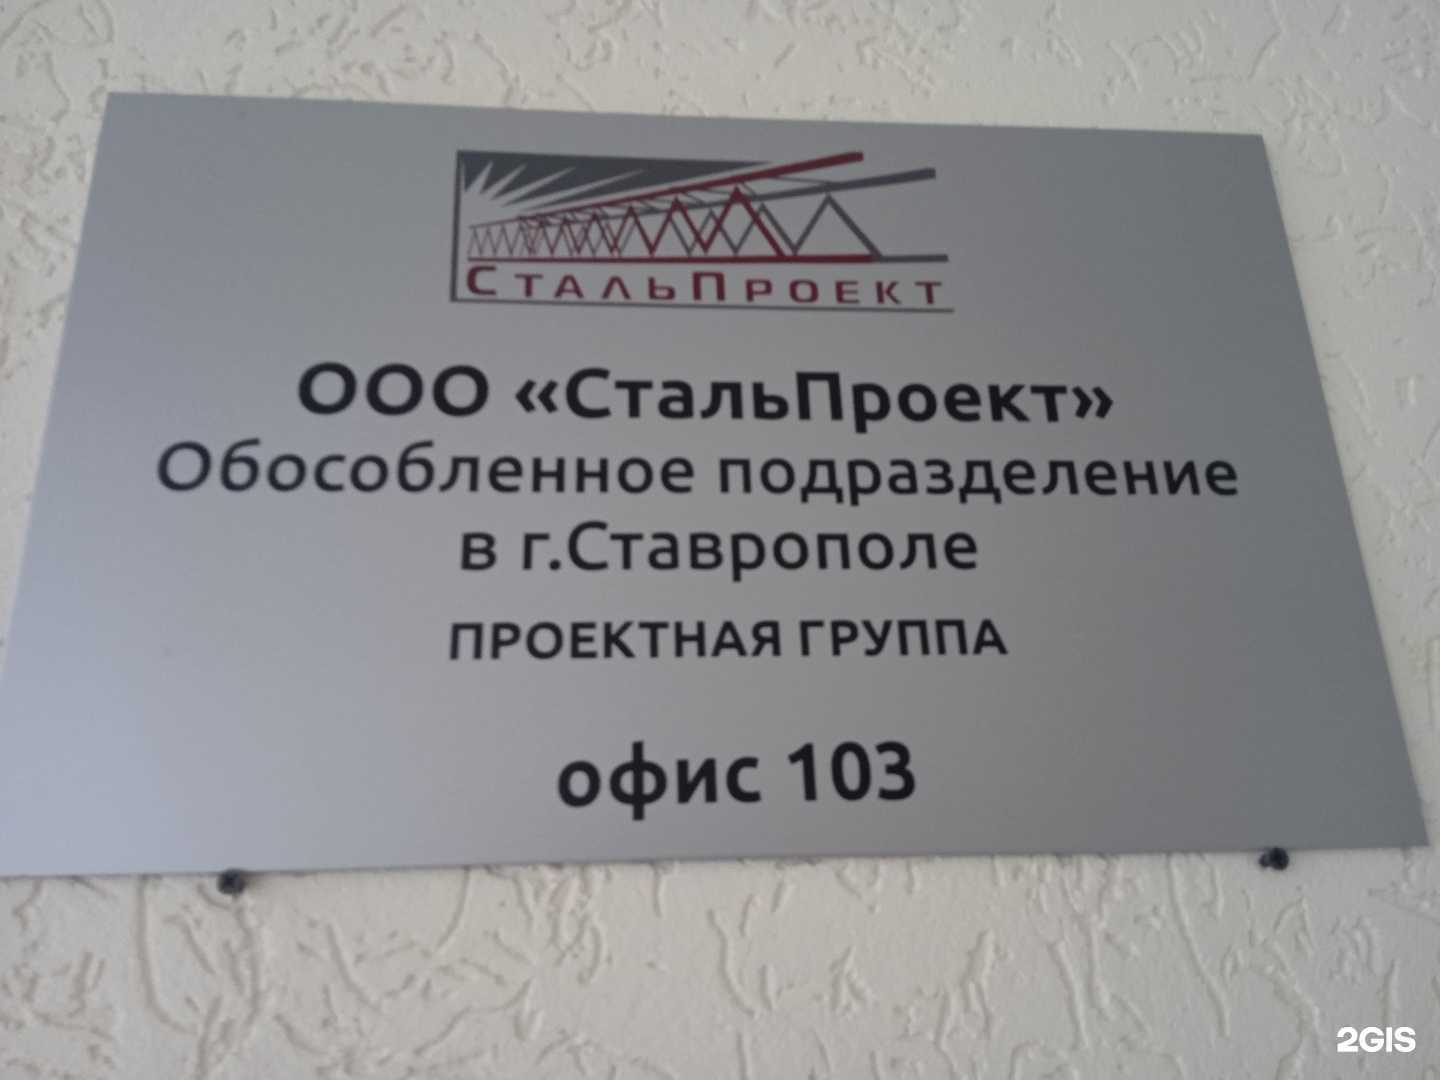 СтальПроект
ООО «СтальПроект»
Обособленное подразделение
в г.Ставрополе
ПРОЕКТНАЯ ГРУППА
офис 103
2GIS